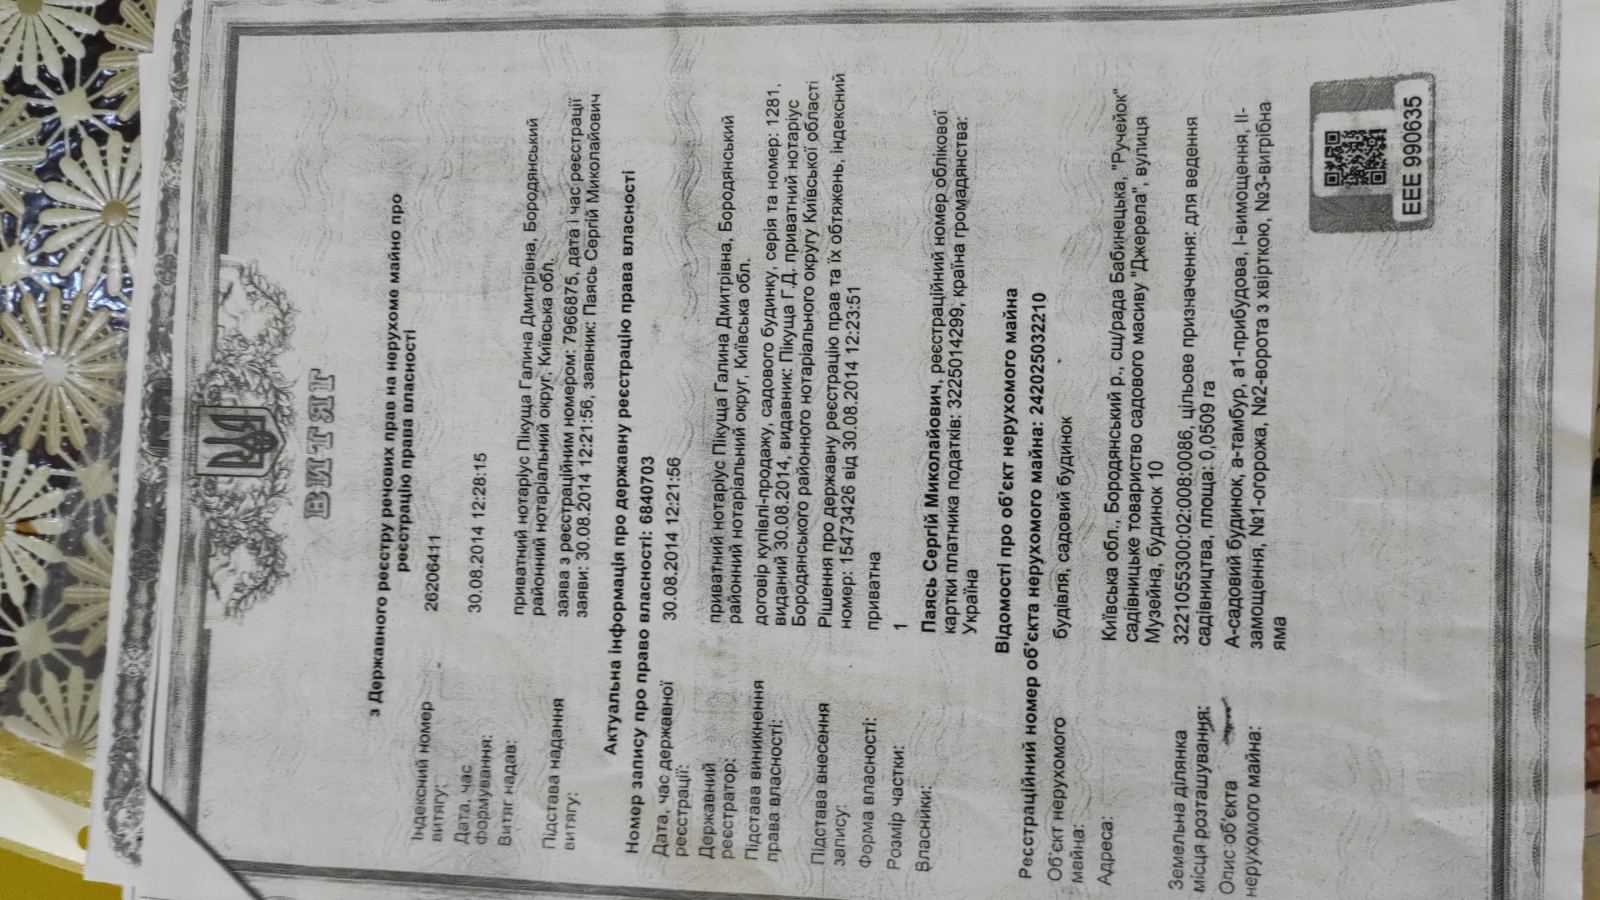 ВИТЯГ
з Державного реєстру речових прав на нерухоме майно про
реєстрацію права власності
Індексний номер
витягу:
26206411
Дата, час
формування:
30.08.2014 12:28:15
Витяг надав:
приватний нотаріус Пікуща Галина Дмитрівна, Бородянський
районний нотаріальний округ, Київська обл.
Підстава надання
витягу:
заява з реєстраційним номером: 7966875, дата і час реєстрації
заяви: 30.08.2014 12:21:56, заявник: Паясь Сергій Миколайович
Актуальна інформація про державну реєстрацію права власності
Номер запису про право власності: 6840703
Дата, час державної
реєстрації:
30.08.2014 12:21:56
Державний
реєстратор:
приватний нотаріус Пікуща Галина Дмитрівна, Бородянський
районний нотаріальний округ, Київська обл.
Підстава виникнення
права власності:
договір купівлі-продажу, садового будинку, серія та номер: 1281,
виданий 30.08.2014, видавник: Пікуща Г.Д. приватний нотаріус
Бородянського районного нотаріального округу Київської області
Підстава внесення
запису:
Рішення про державну реєстрацію прав та їх обтяжень, індексний
номер: 15473426 від 30.08.2014 12:23:51
Форма власності:
приватна
Розмір частки:
1
Власники:
Паясь Сергій Миколайович, реєстраційний номер облікової
картки платника податків: 3225014299, країна громадянства:
Україна
Відомості про об'єкт нерухомого майна
Реєстраційний номер об'єкта нерухомого майна: 242025032210
Об'єкт нерухомого
майна:
будівля, садовий будинок
Адреса:
Київська обл., Бородянський р., сщ/рада Бабинецька, "Ручейок"
садівницьке товариство садового масиву "Джерела", вулиця
Музейна, будинок 10
Земельна ділянка
місця розташування:
3221055300:02:008:0086, цільове призначення: для ведення
садівництва, площа: 0,0509 га
Опис об'єкта
нерухомого майна:
А-садовий будинок, а-тамбур, а1-прибудова, І-вимощення, ІІ-
замощення, №1-огорожа, №2-ворота з хвірткою, №3-вигрібна
яма
ЕЕЕ 990635